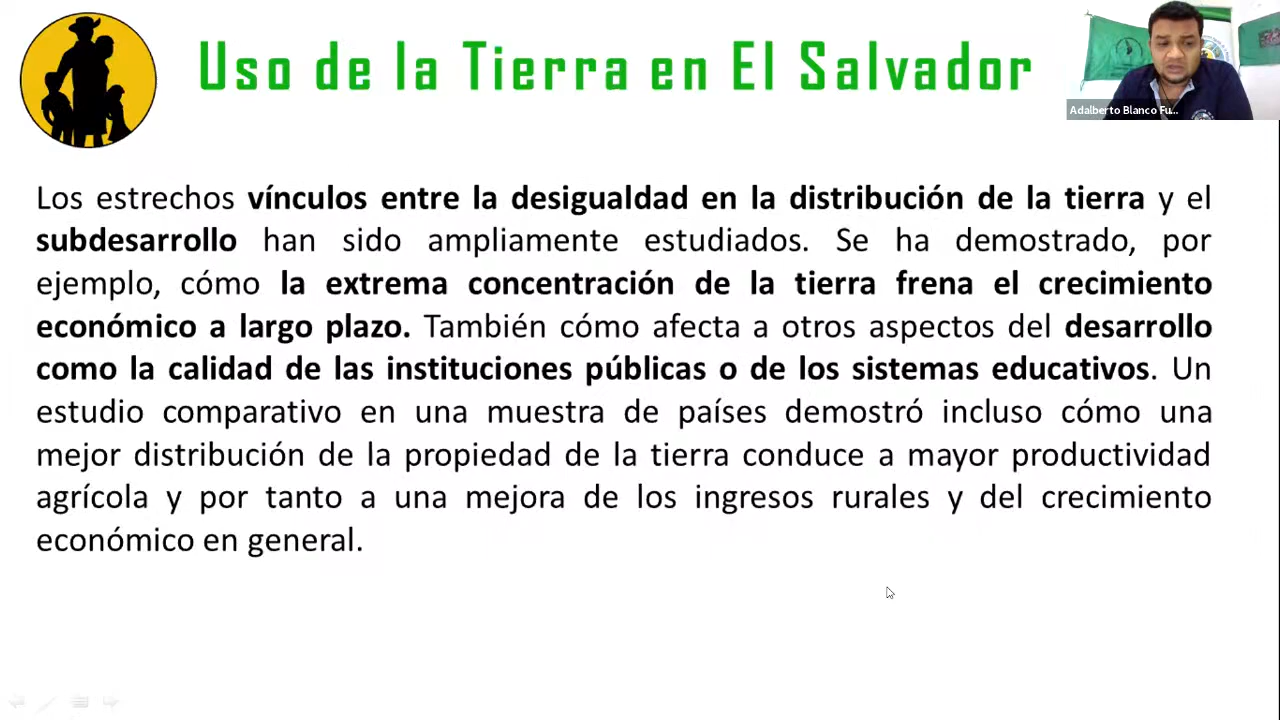 Uso de la Tierra en El Salvador
Adalberto Blanco Fu...
Los estrechos vínculos entre la desigualdad en la distribución de la tierra y el
subdesarrollo han sido ampliamente estudiados. Se ha demostrado, por
ejemplo, cómo la extrema concentración de la tierra frena el crecimiento
económico a largo plazo. También cómo afecta a otros aspectos del desarrollo
como la calidad de las instituciones públicas o de los sistemas educativos. Un
estudio comparativo en una muestra de países demostró incluso cómo una
mejor distribución de la propiedad de la tierra conduce a mayor productividad
agrícola y por tanto a una mejora de los ingresos rurales y del crecimiento
económico en general.